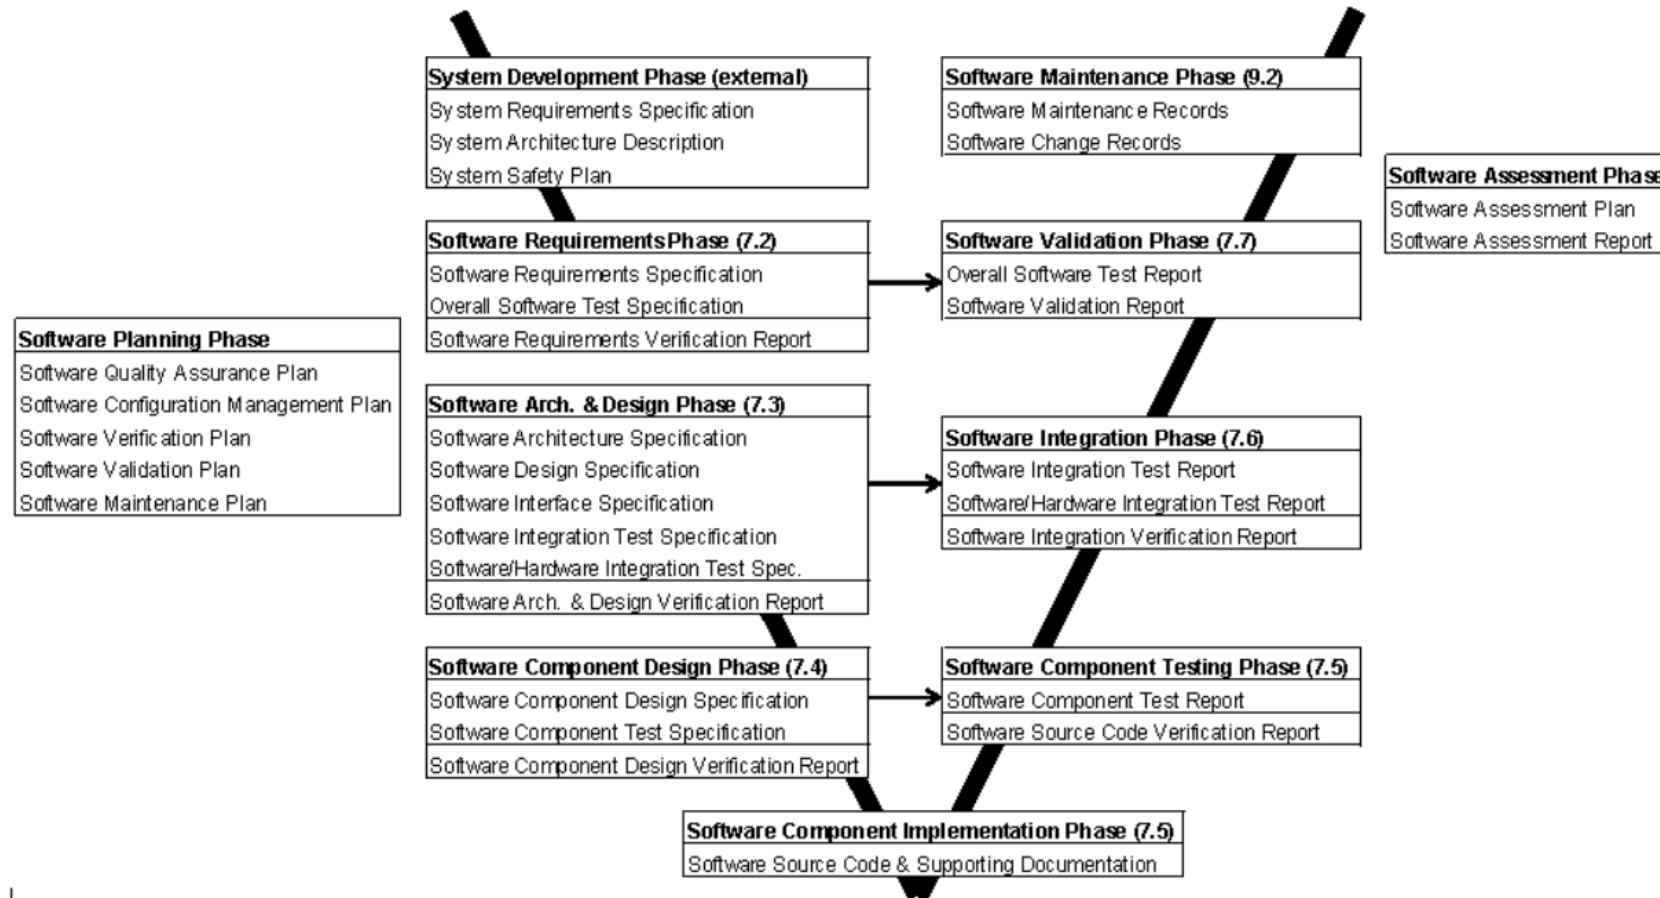 System Development Phase (external)
System Requirements Specification
System Architecture Description
System Safety Plan
Software Maintenance Phase (9.2)
Software Maintenance Records
Software Change Records
Software Assessment Phase
Software Assessment Plan
Software Assessment Report
Software Requirements Phase (7.2)
Software Requirements Specification
Overall Software Test Specification
Software Requirements Verification Report
Software Validation Phase (7.7)
Overall Software Test Report
Software Validation Report
Software Planning Phase
Software Quality Assurance Plan
Software Configuration Management Plan
Software Verification Plan
Software Validation Plan
Software Maintenance Plan
Software Arch. & Design Phase (7.3)
Software Architecture Specification
Software Design Specification
Software Interface Specification
Software Integration Test Specification
Software/Hardware Integration Test Spec.
Software Arch. & Design Verification Report
Software Integration Phase (7.6)
Software Integration Test Report
Software/Hardware Integration Test Report
Software Integration Verification Report
Software Component Design Phase (7.4)
Software Component Design Specification
Software Component Test Specification
Software Component Design Verification Report
Software Component Testing Phase (7.5)
Software Component Test Report
Software Source Code Verification Report
Software Component Implementation Phase (7.5)
Software Source Code & Supporting Documentation